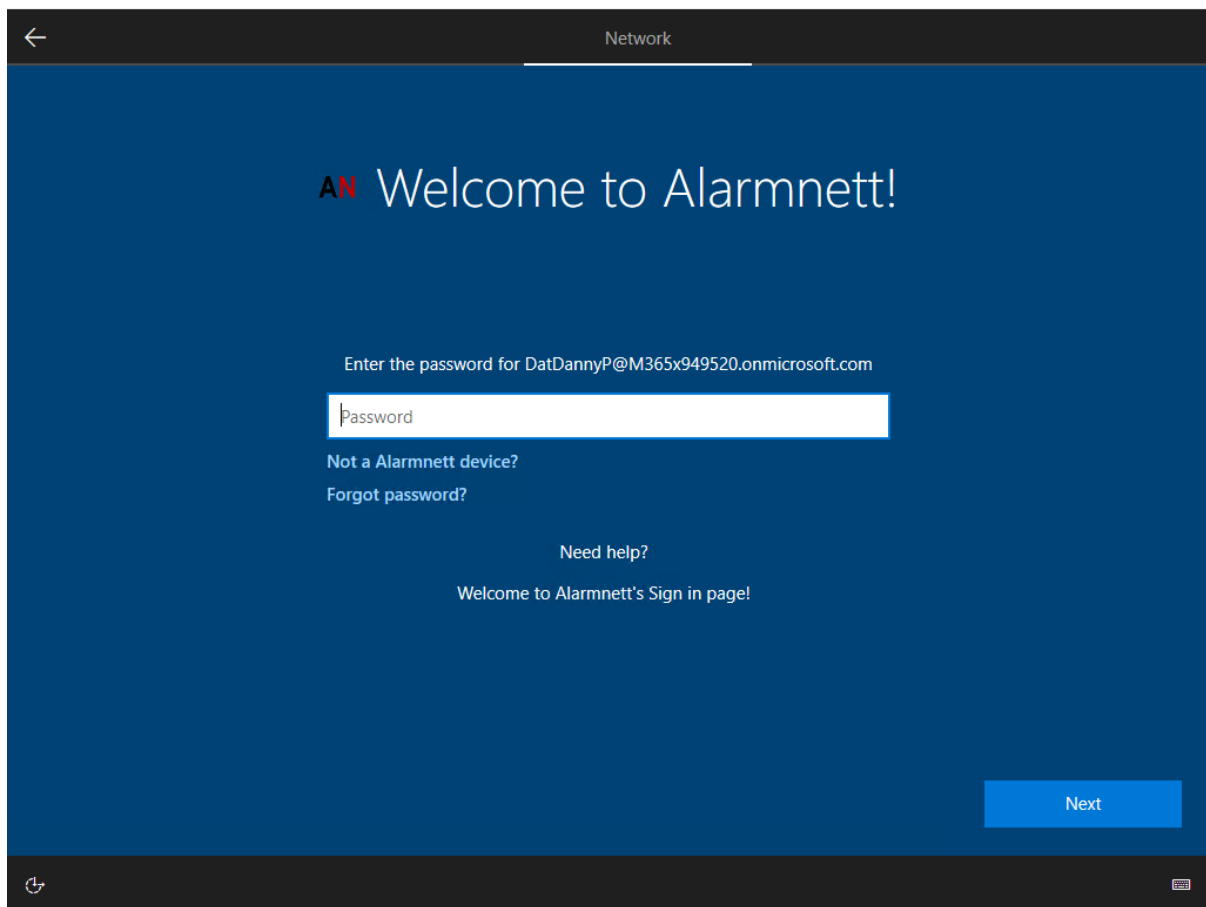 Network
AN Welcome to Alarmnett!
Enter the password for DatDannyP@M365x949520.onmicrosoft.com
Password
Not a Alarmnett device?
Forgot password?
Need help?
Welcome to Alarmnett's Sign in page!
Next